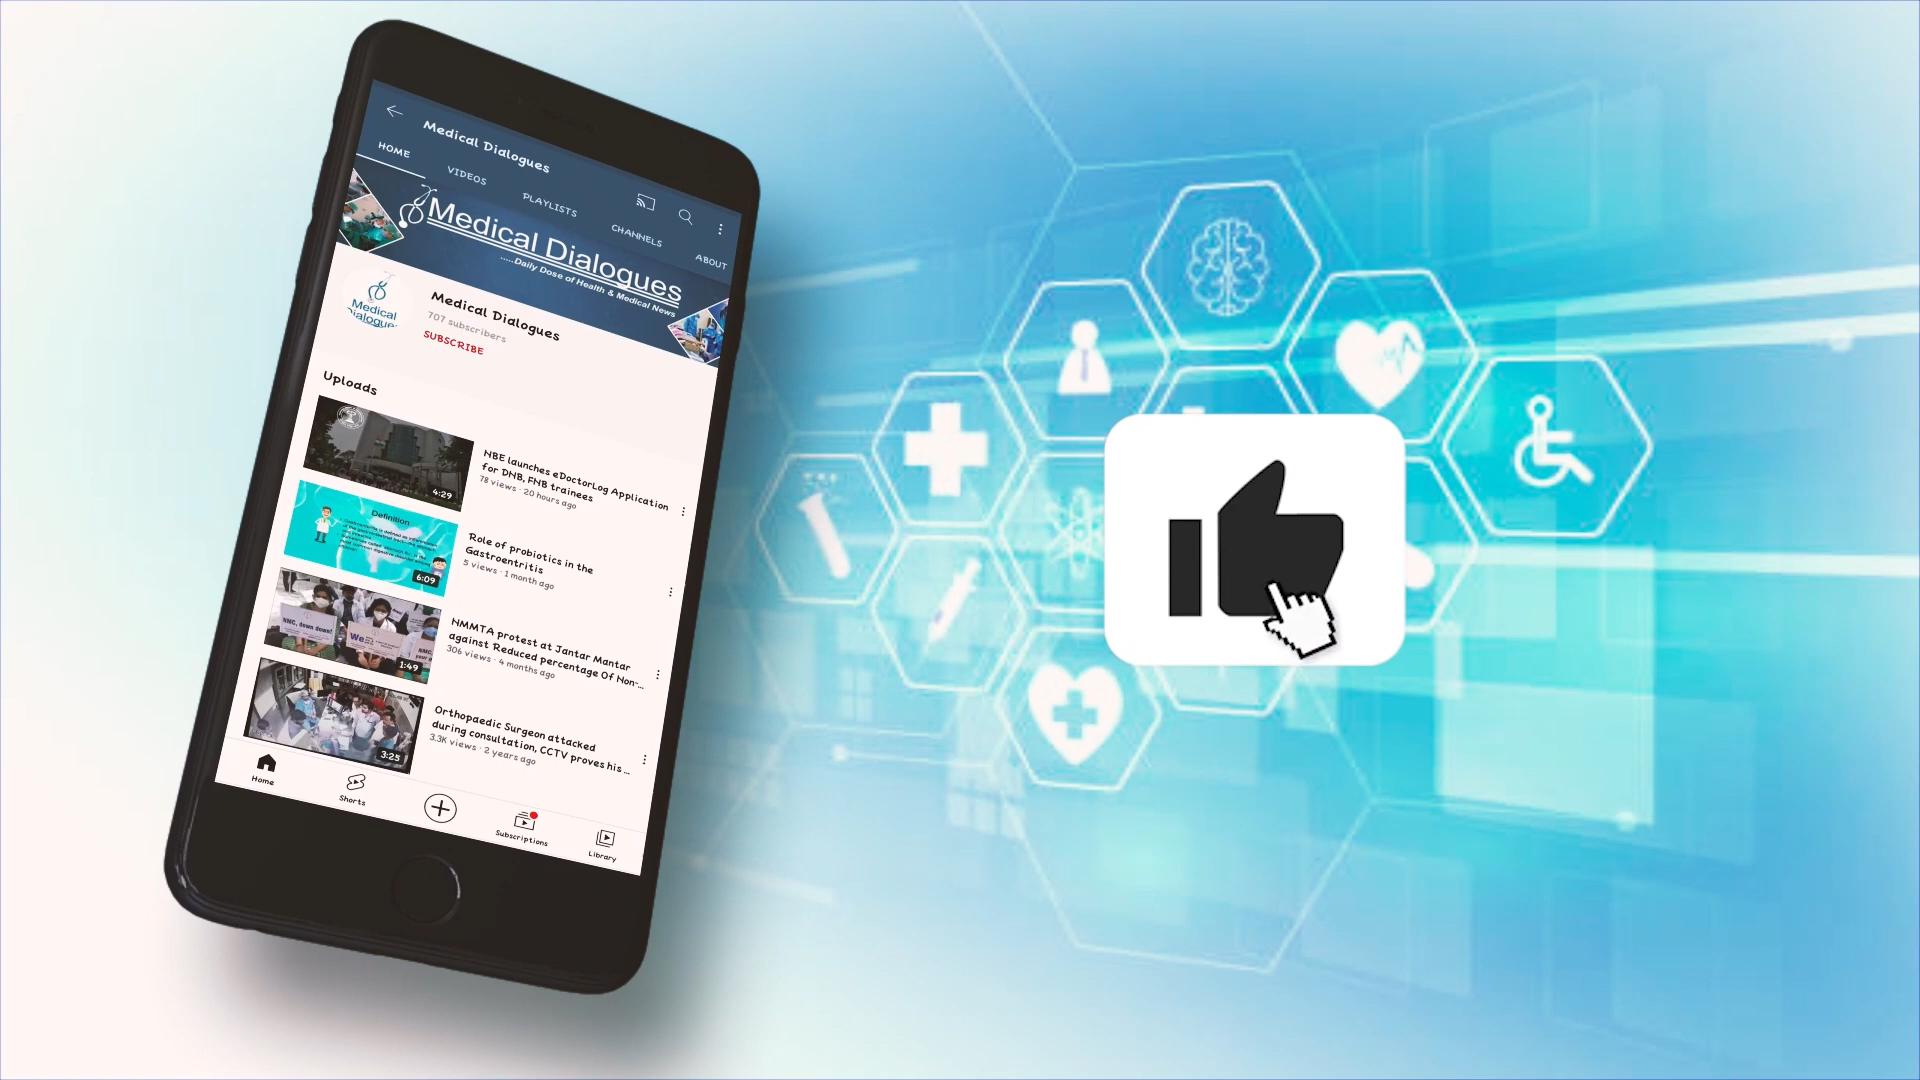 Medical Dialogues
HOME
VIDEOS
PLAYLISTS
CHANNELS
ABOUT
Medical Dialogues
.....Daily Dose of Health & Medical News
Medical
Medical Dialogues
707 subscribers
SUBSCRIBE
Uploads
4:29
NBE launches eDoctorLog Application
for DNB, FNB trainees
78 views · 20 hours ago
Definition
6:09
Role of probiotics in the
Gastroentritis
5 views · 1 month ago
NMC, down down!
We
1:49
NMMTA protest at Jantar Mantar
against 'Reduced percentage Of Non-...
306 views · 4 months ago
3:25
Orthopaedic Surgeon attacked
during consultation, CCTV proves his ...
3.3K views · 2 years ago
Home
Shorts
Subscriptions
Library